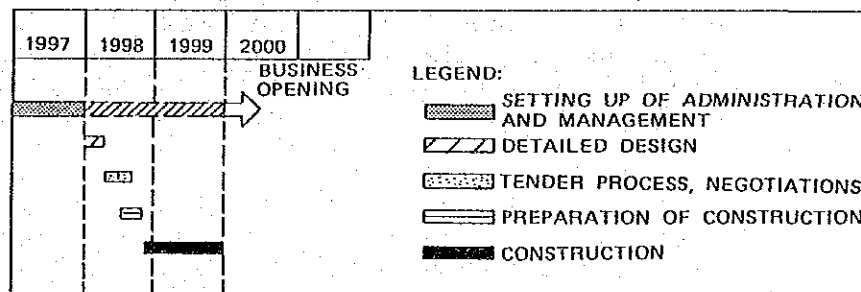 1997 1998 1999 2000
BUSINESS
OPENING
LEGEND:
SETTING UP OF ADMINISTRATION
AND MANAGEMENT
DETAILED DESIGN
TENDER PROCESS, NEGOTIATIONS
PREPARATION OF CONSTRUCTION
CONSTRUCTION